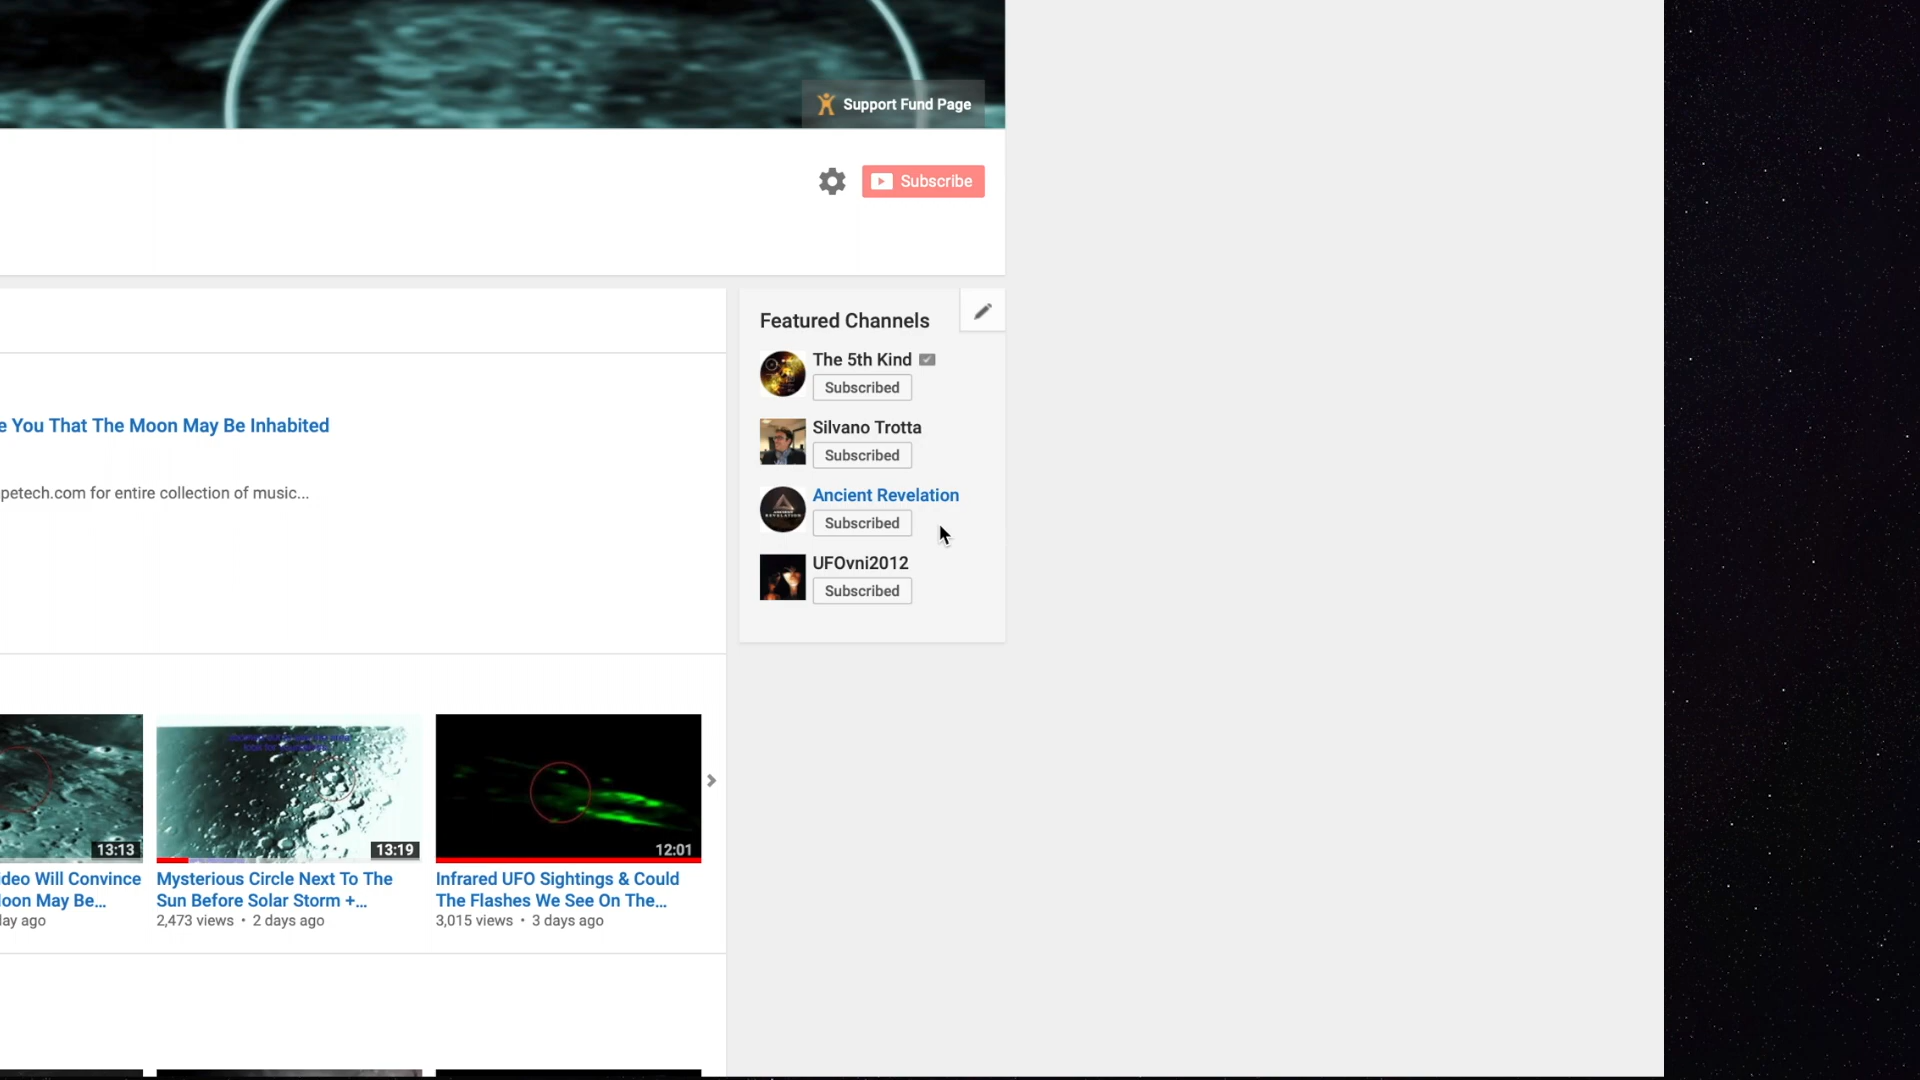 Support Fund Page
Subscribe
Featured Channels
The 5th Kind
Subscribed
Silvano Trotta
Subscribed
Ancient Revelation
Subscribed
UFOvni2012
Subscribed
e You That The Moon May Be Inhabited
petech.com for entire collection of music...
13:13
13:19
12:01
ideo Will Convince
Moon May Be...
day ago
Mysterious Circle Next To The
Sun Before Solar Storm +...
2,473 views • 2 days ago
Infrared UFO Sightings & Could
The Flashes We See On The...
3,015 views • 3 days ago